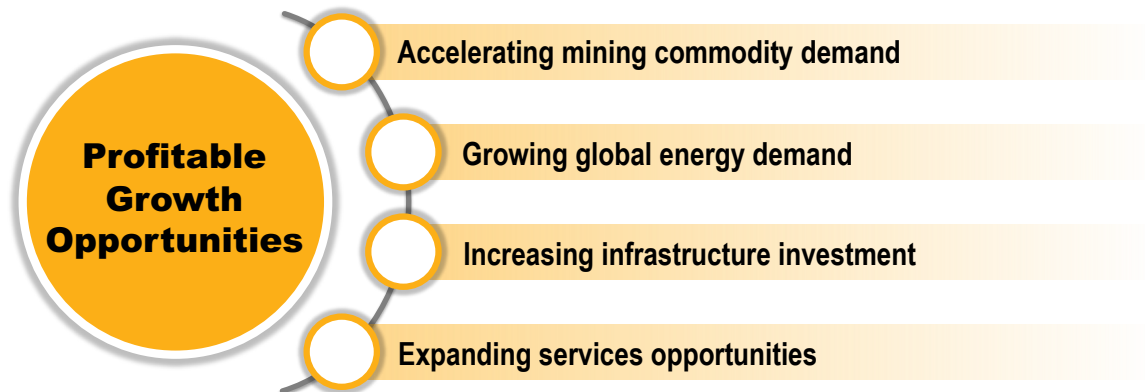 Profitable
Growth
Opportunities
Accelerating mining commodity demand
Growing global energy demand
Increasing infrastructure investment
Expanding services opportunities